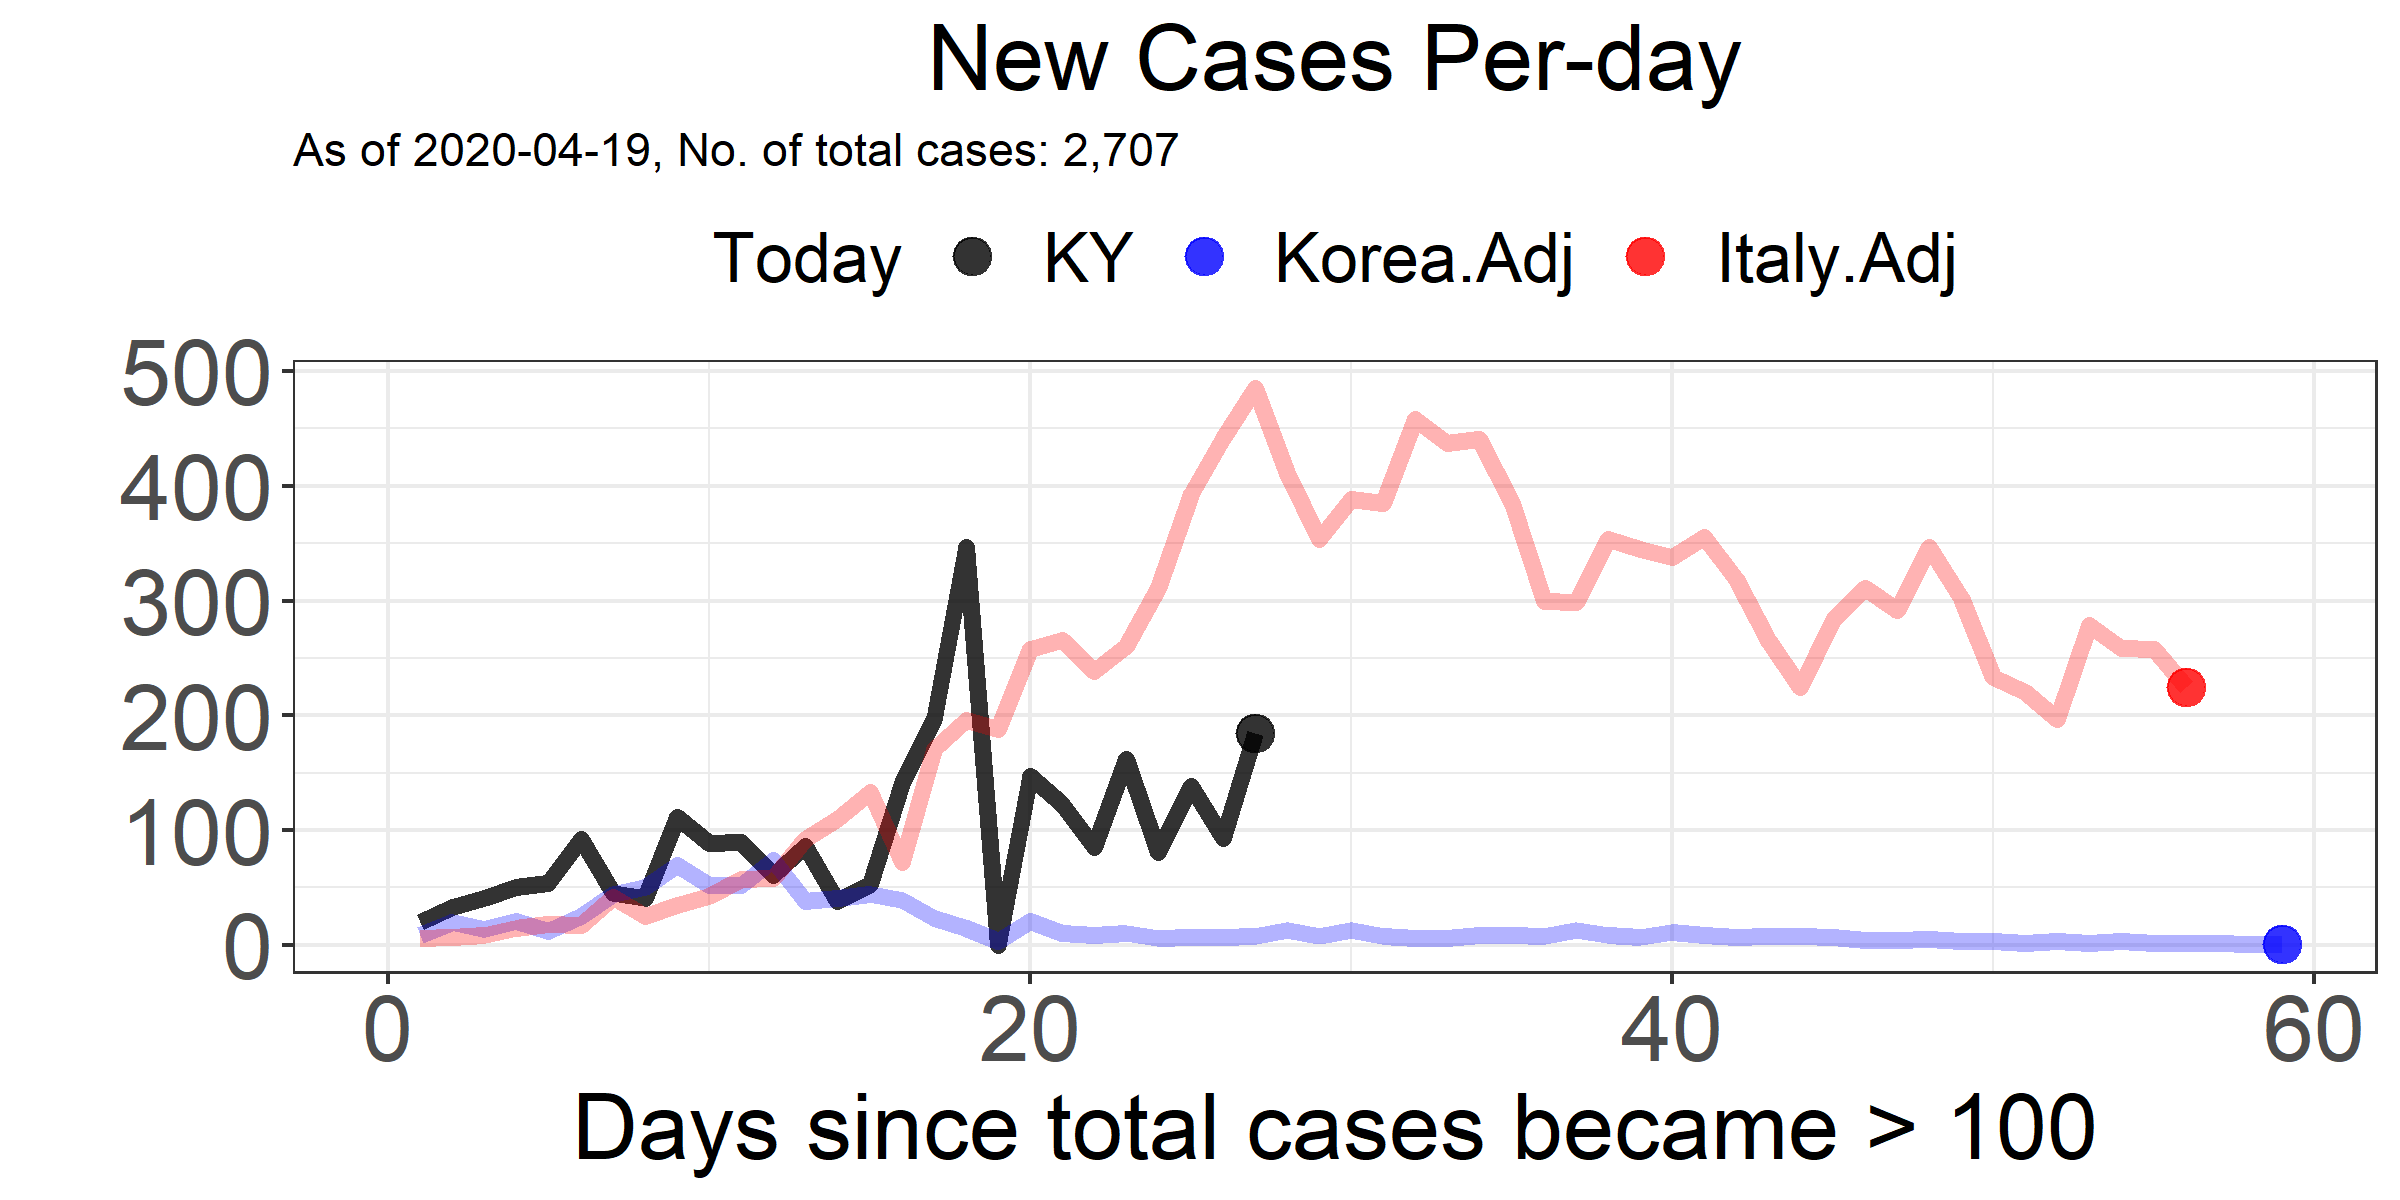 New Cases Per-day
As of 2020-04-19, No. of total cases: 2,707
Today KY Korea.Adj Italy.Adj
500
400
300
200
100
0
0 20 40 60
Days since total cases became > 100